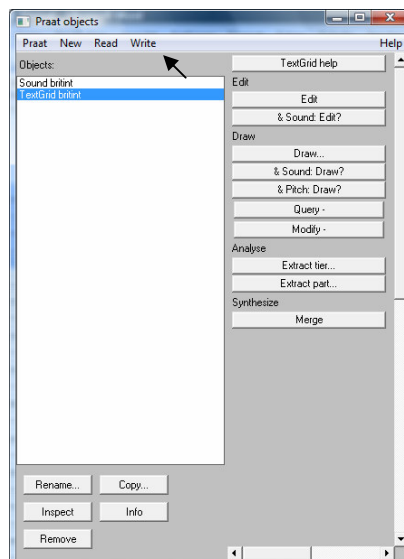 Praat objects
Praat New Read Write Help
Objects:
Sound britint
TextGrid britint
TextGrid help
Edit
Edit
& Sound: Edit?
Draw
Draw...
& Sound: Draw?
& Pitch: Draw?
Query -
Modify -
Analyse
Extract tier...
Extract part...
Synthesize
Merge
Rename... Copy...
Inspect Info
Remove